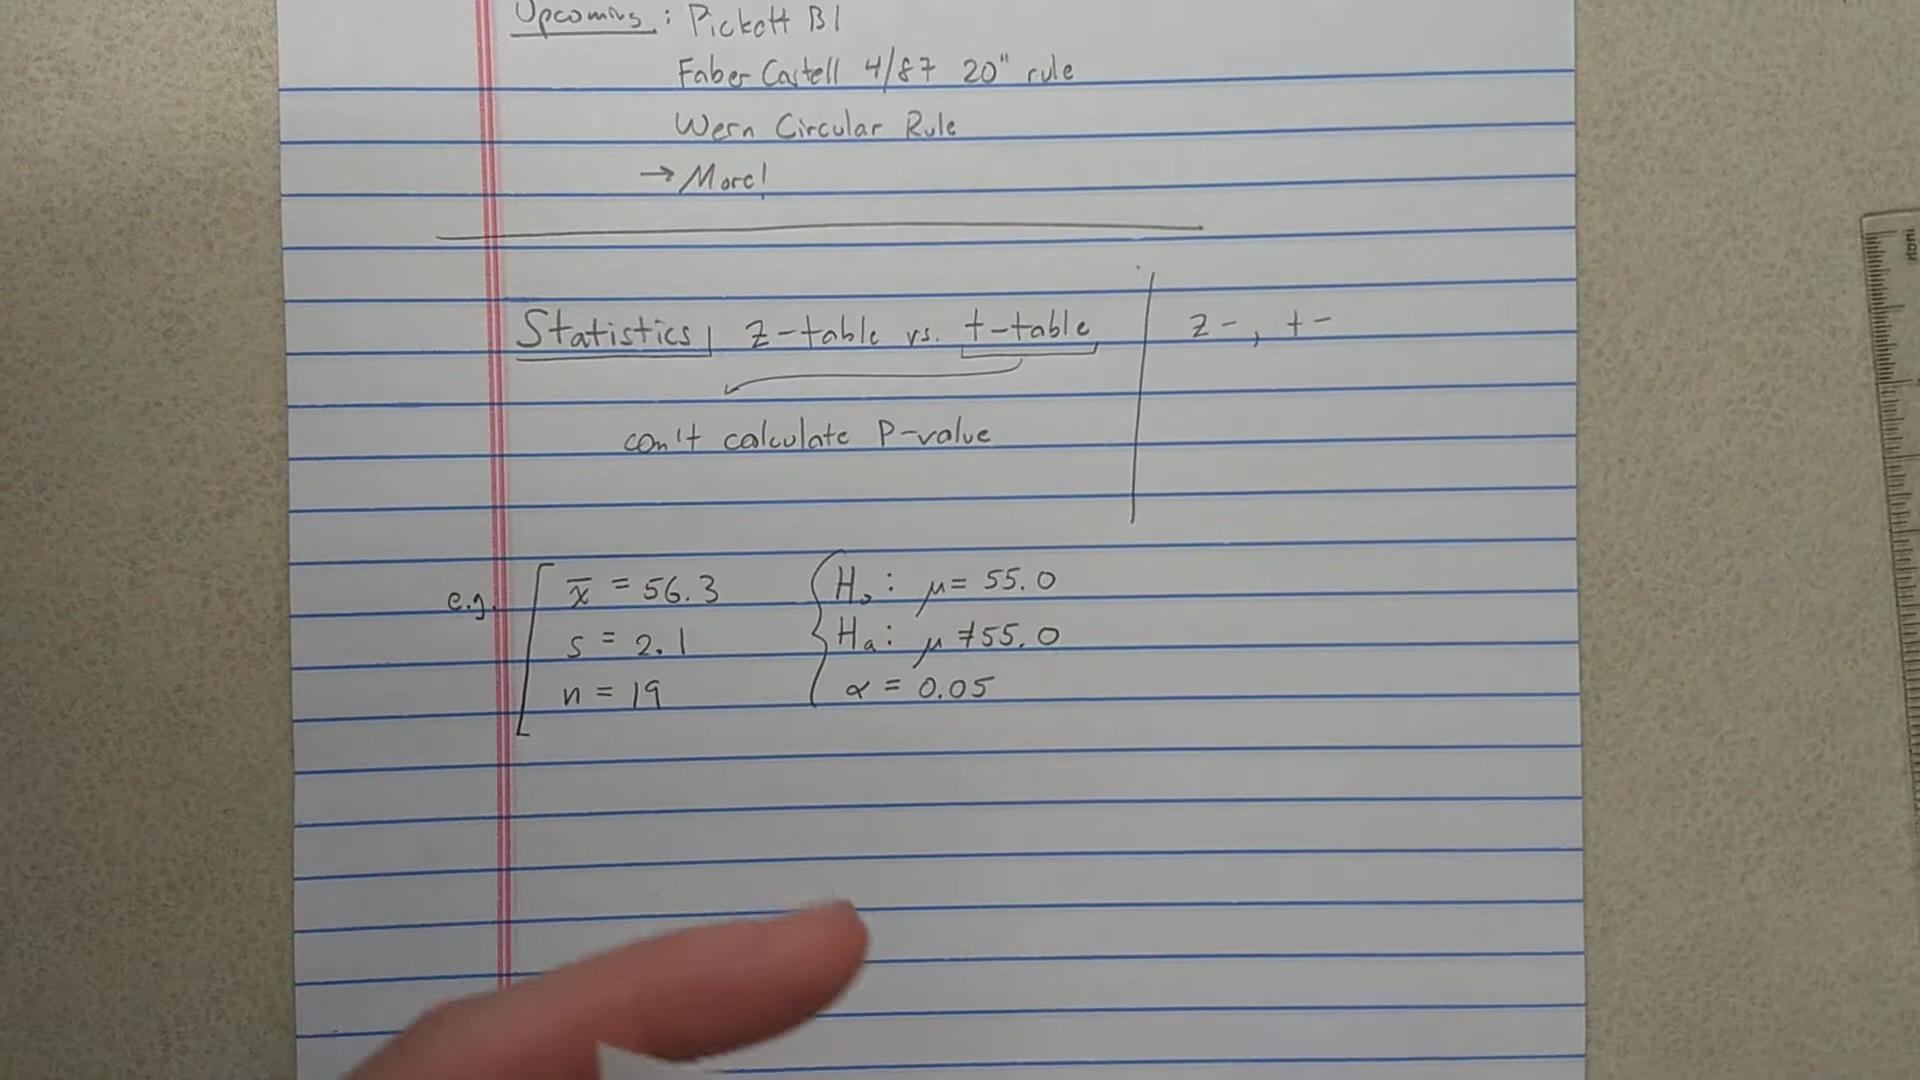 Upcoming: Pickett B1
Faber Castell 4/87 20" rule
Wern Circular Rule
→ More!
Statistics | z-table vs. t-table | z-, t-
can't calculate P-value
e.g. x̄ = 56.3 H₀: μ = 55.0
s = 2.1 Hₐ: μ ≠ 55.0
n = 19 α = 0.05